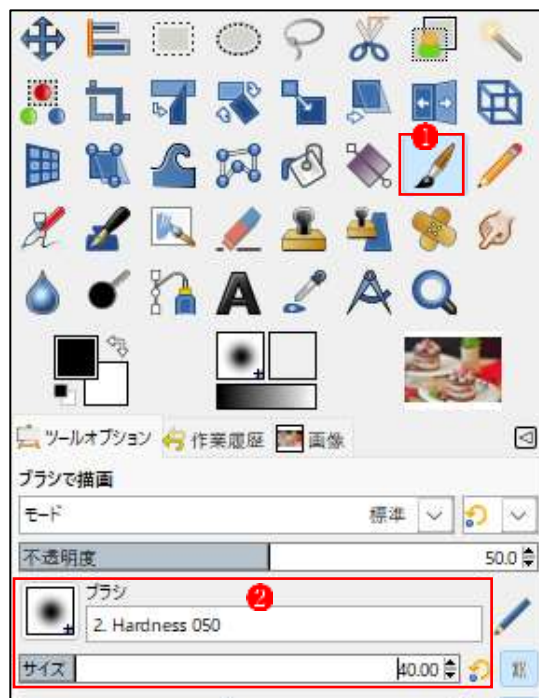 1
ツールオプション 作業履歴 画像
ブラシで描画
モード 標準
不透明度 50.0
2
ブラシ
2. Hardness 050
サイズ 40.00